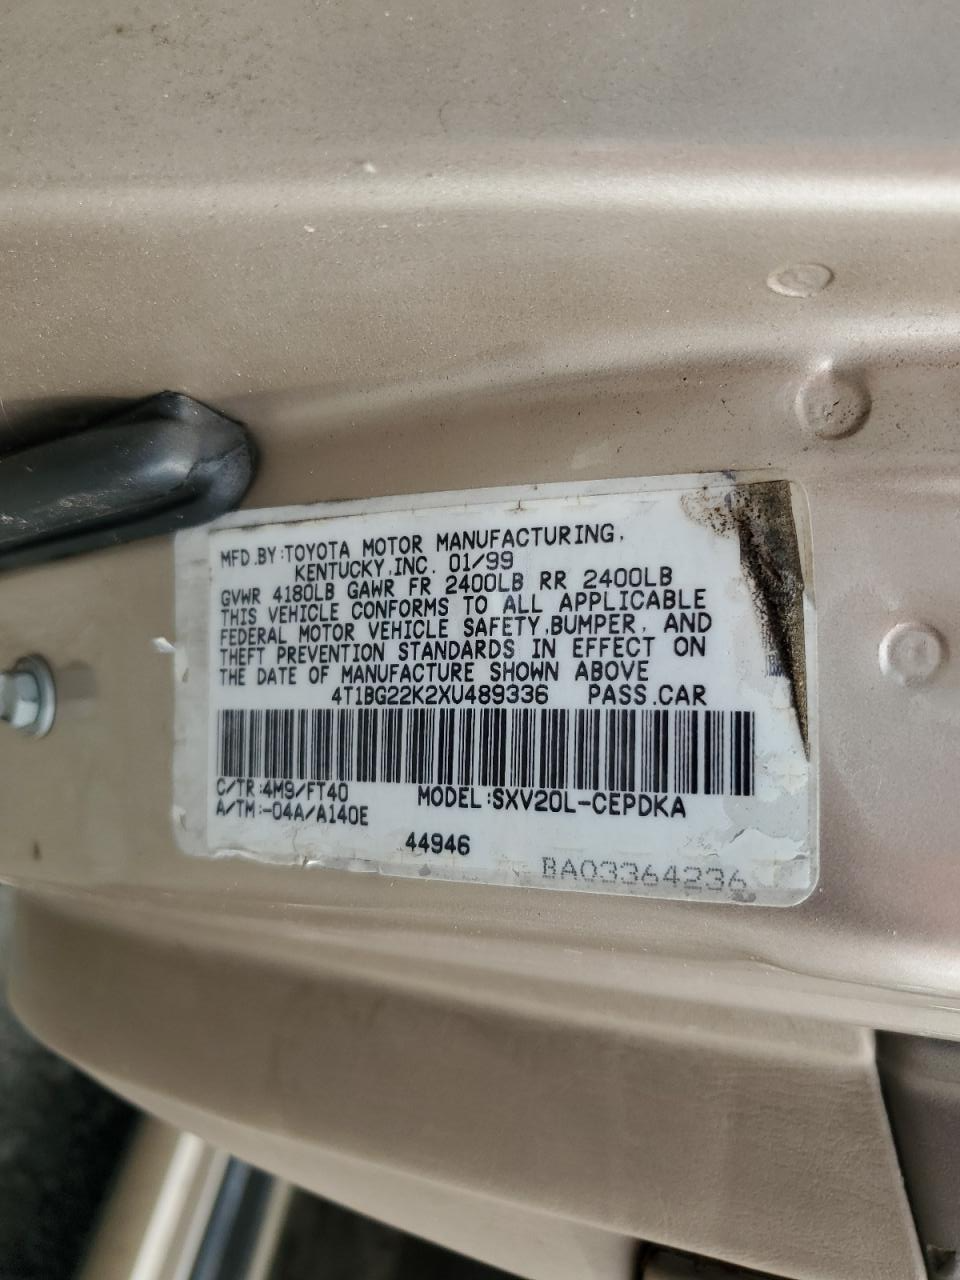 MFD.BY:TOYOTA MOTOR MANUFACTURING,
KENTUCKY,INC. 01/99
GVWR 4180LB GAWR FR 2400LB RR 2400LB
THIS VEHICLE CONFORMS TO ALL APPLICABLE
FEDERAL MOTOR VEHICLE SAFETY,BUMPER, AND
THEFT PREVENTION STANDARDS IN EFFECT ON
THE DATE OF MANUFACTURE SHOWN ABOVE
4T1BG22K2XU489336 PASS.CAR
C/TR:4M9/FT40 MODEL:SXV20L-CEPDKA
A/TM:-04A/A140E
44946
BA03364236